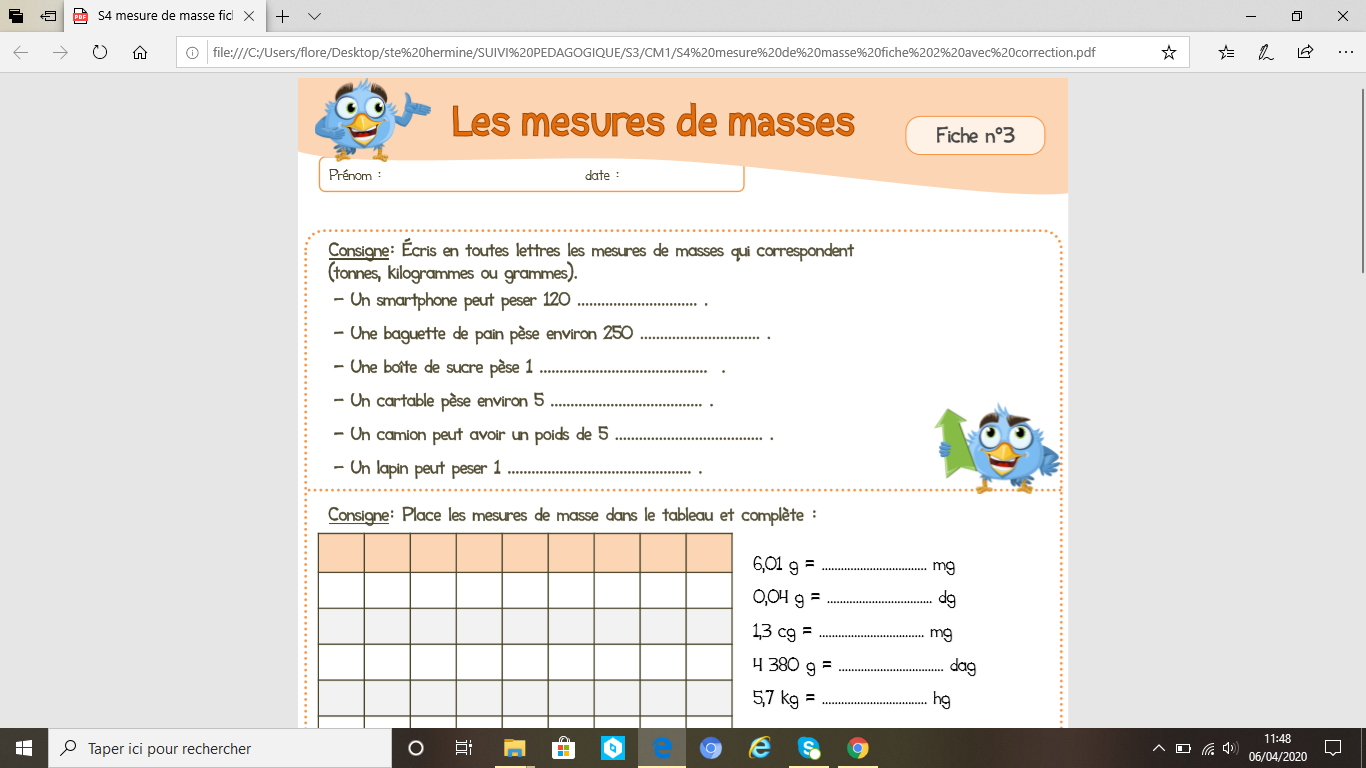 S4 mesure de masse fich
file:///C:/Users/flore/Desktop/ste%20hermine/SUIVI%20PEDAGOGIQUE/S3/CM1/S4%20mesure%20de%20masse%20fiche%202%20avec%20correction.pdf
Les mesures de masses
Fiche n°3
Prénom : date :
Consigne: Écris en toutes lettres les mesures de masses qui correspondent
(tonnes, kilogrammes ou grammes).
- Un smartphone peut peser 120 .............................. .
- Une baguette de pain pèse environ 250 .............................. .
- Une boîte de sucre pèse 1 .......................................... .
- Un cartable pèse environ 5 ...................................... .
- Un camion peut avoir un poids de 5 ..................................... .
- Un lapin peut peser 1 .............................................. .
Consigne: Place les mesures de masse dans le tableau et complète :
6,01 g = ................................. mg
0,04 g = ................................. dg
1,3 cg = ................................. mg
4 380 g = ................................. dag
5,7 kg = ................................. hg
Taper ici pour rechercher
11:48
06/04/2020